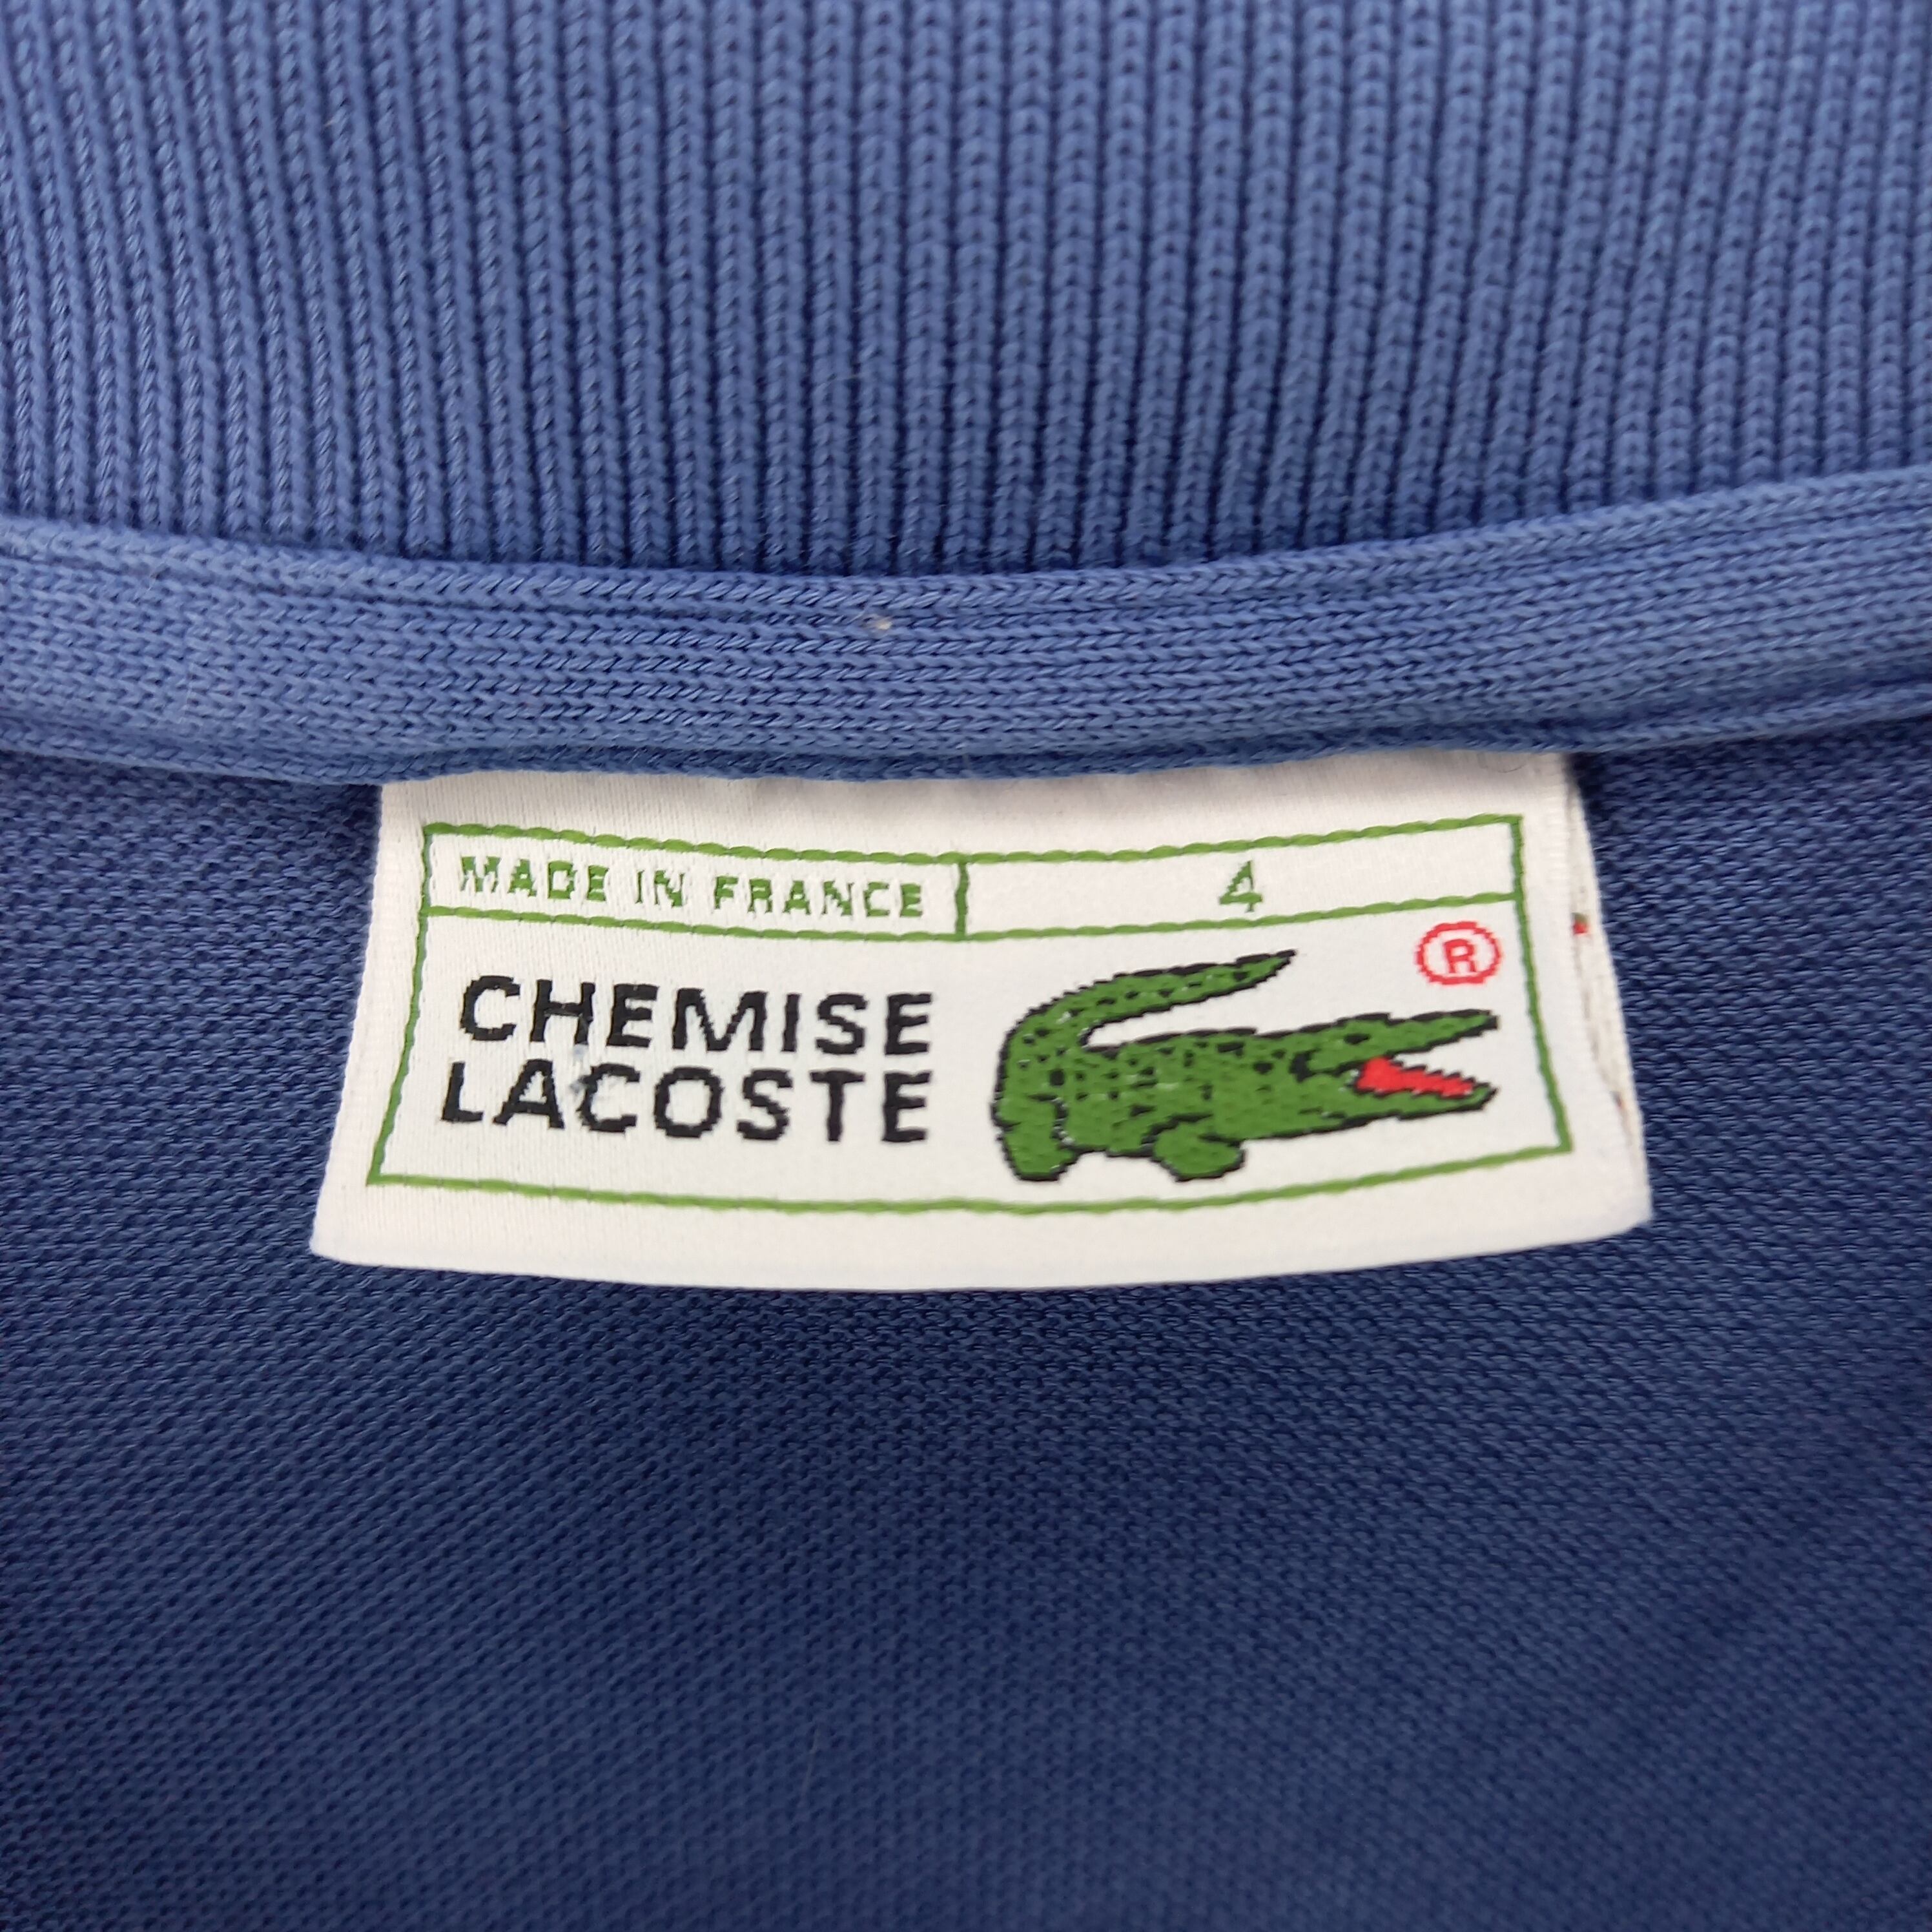 MADE IN FRANCE 4
CHEMISE
LACOSTE
®